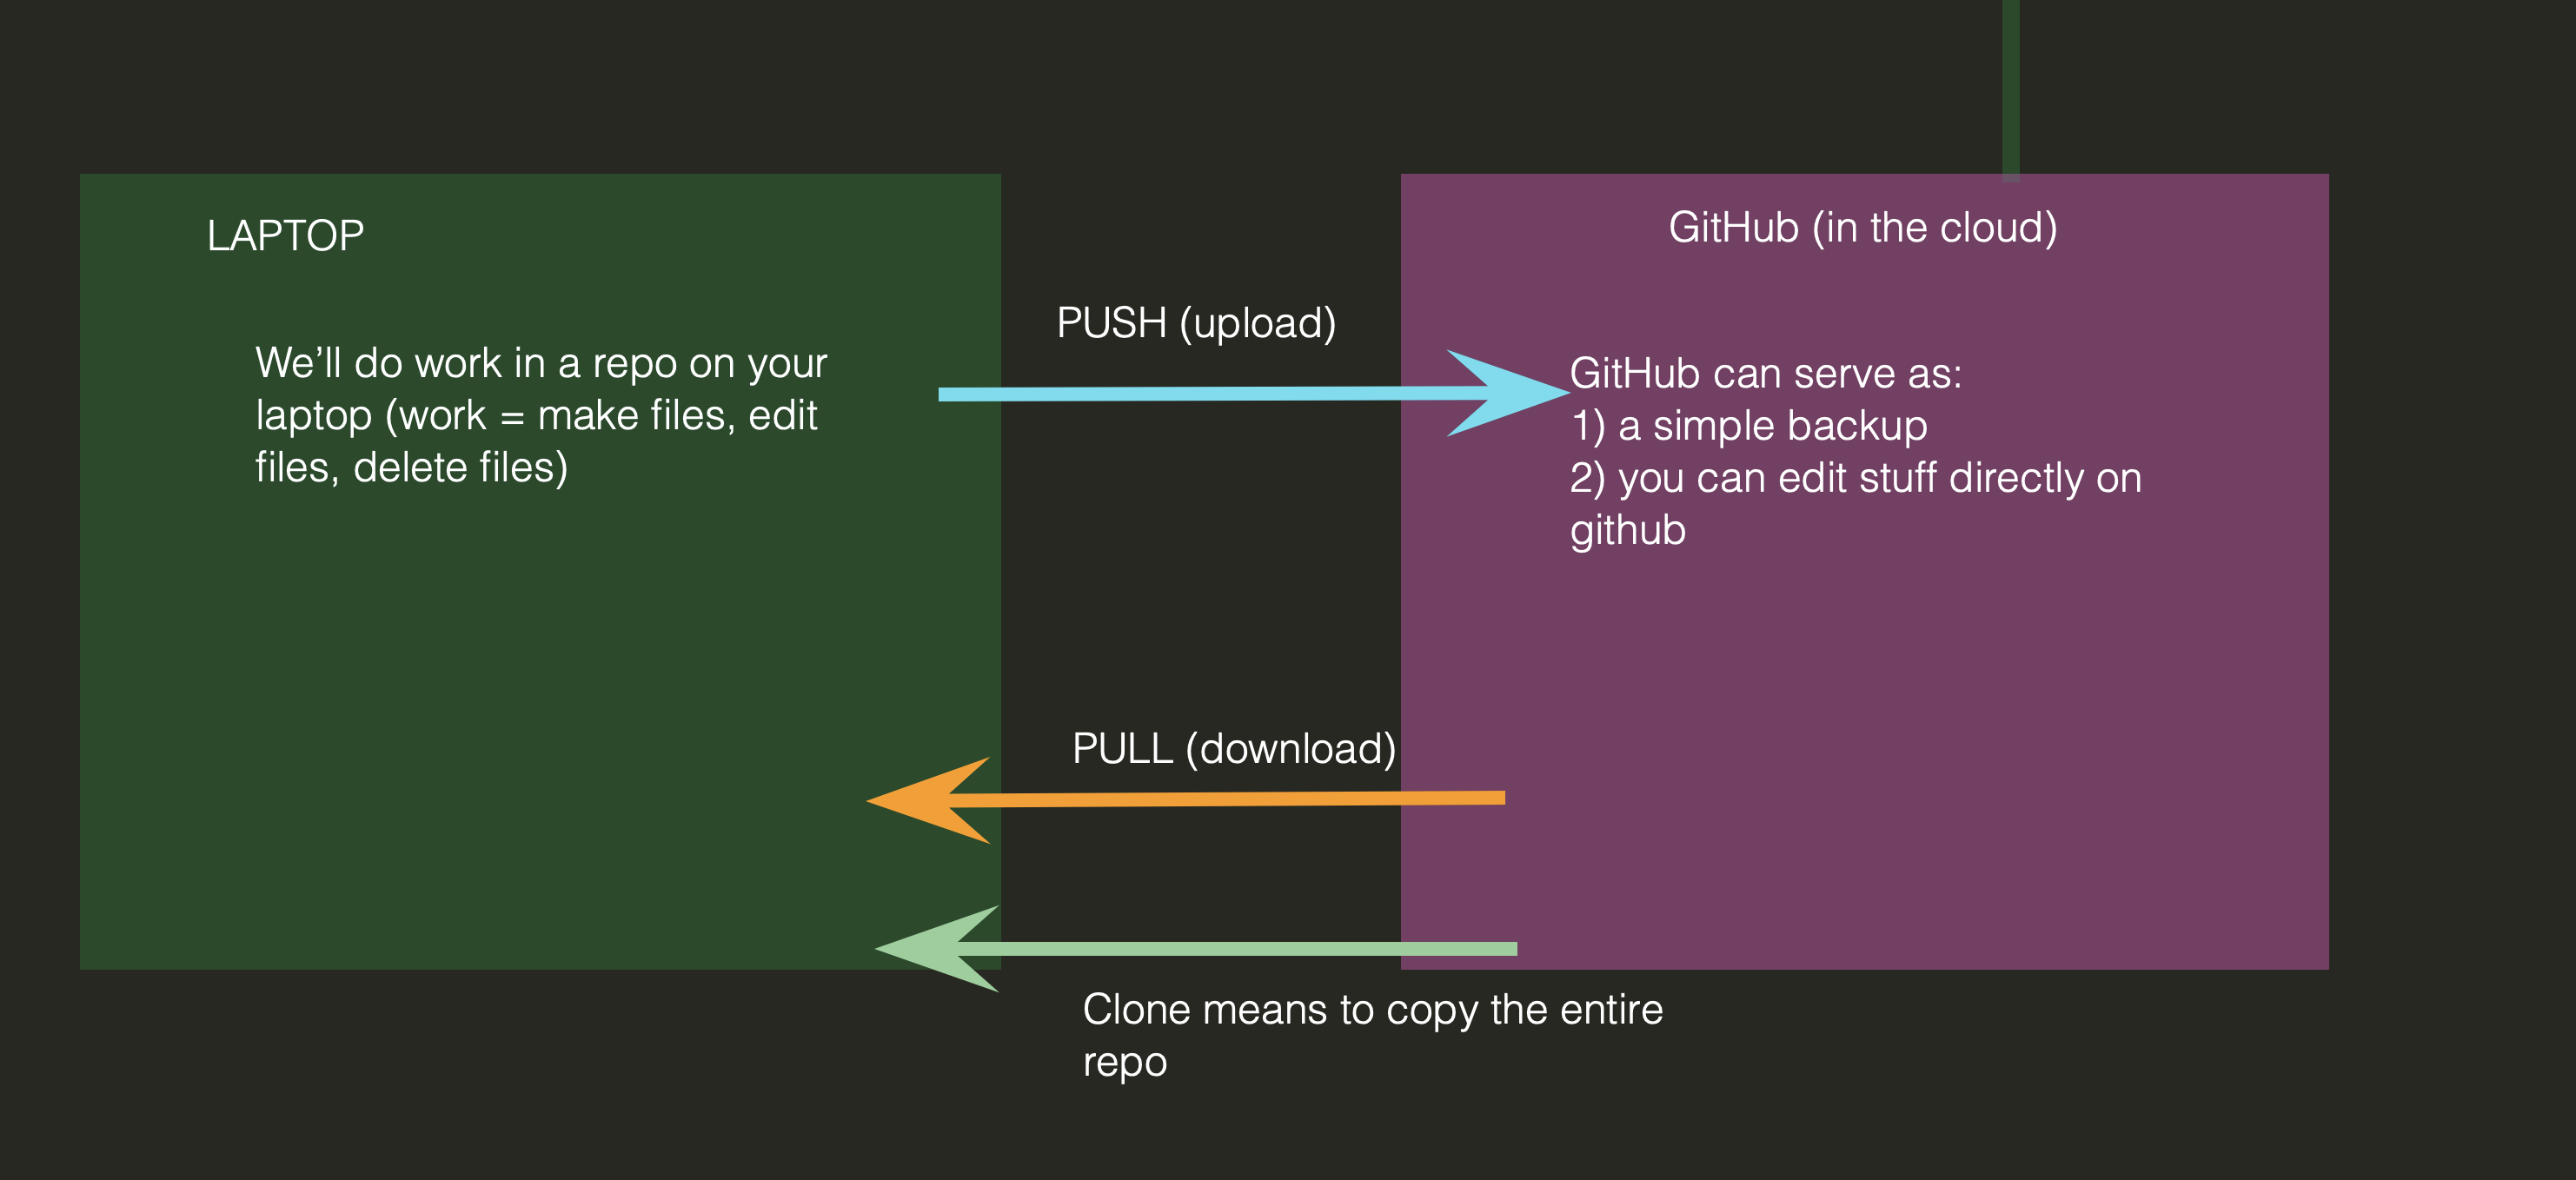 LAPTOP
We’ll do work in a repo on your
laptop (work = make files, edit
files, delete files)
PUSH (upload)
GitHub (in the cloud)
GitHub can serve as:
1) a simple backup
2) you can edit stuff directly on
github
PULL (download)
Clone means to copy the entire
repo